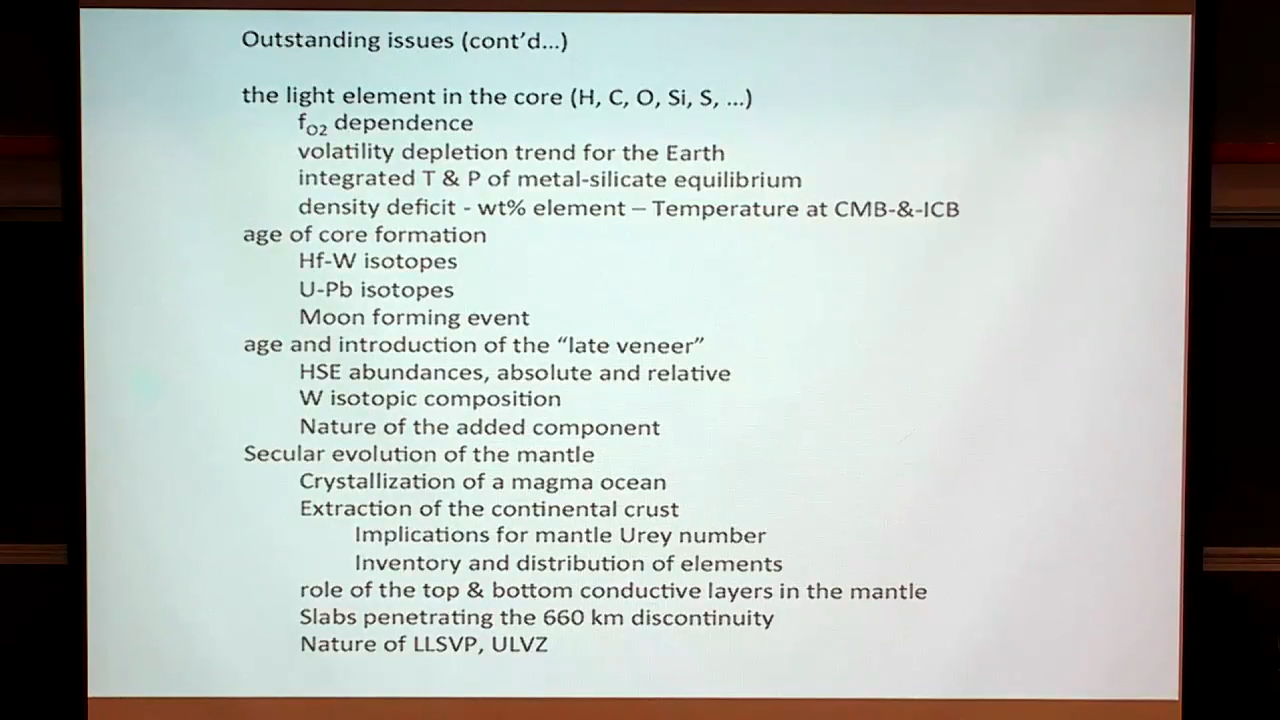 Outstanding issues (cont'd...)
the light element in the core (H, C, O, Si, S, ...)
fO2 dependence
volatility depletion trend for the Earth
integrated T & P of metal-silicate equilibrium
density deficit - wt% element – Temperature at CMB-&-ICB
age of core formation
Hf-W isotopes
U-Pb isotopes
Moon forming event
age and introduction of the “late veneer”
HSE abundances, absolute and relative
W isotopic composition
Nature of the added component
Secular evolution of the mantle
Crystallization of a magma ocean
Extraction of the continental crust
Implications for mantle Urey number
Inventory and distribution of elements
role of the top & bottom conductive layers in the mantle
Slabs penetrating the 660 km discontinuity
Nature of LLSVP, ULVZ